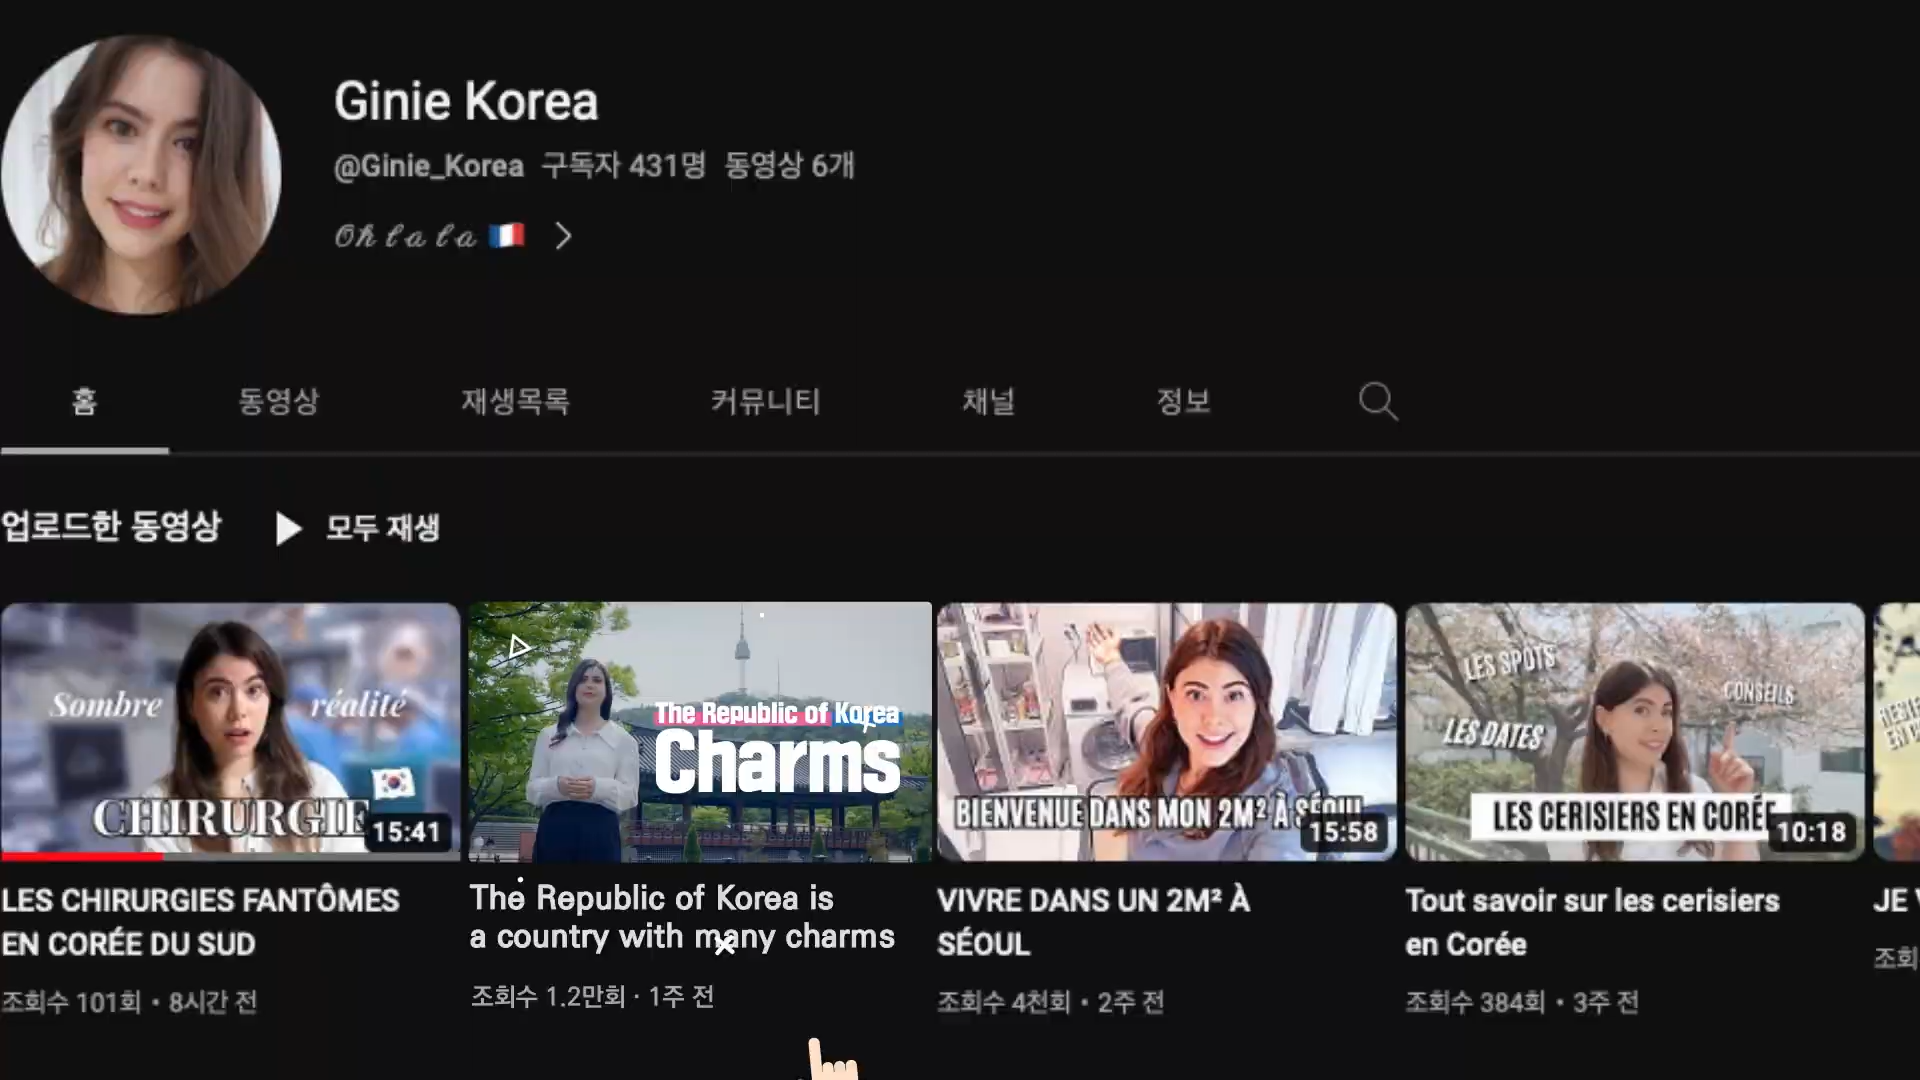 Ginie Korea
@Ginie_Korea 구독자 431명 동영상 6개
Oh la la
홈 동영상 재생목록 커뮤니티 채널 정보
업로드한 동영상 모두 재생
Sombre réalité
CHIRURGIE
15:41
LES CHIRURGIES FANTÔMES
EN CORÉE DU SUD
조회수 101회 • 8시간 전
The Republic of Korea
Charms
The Republic of Korea is
a country with many charms
조회수 1.2만회 · 1주 전
BIENVENUE DANS MON 2M² À SÉOUL
15:58
VIVRE DANS UN 2M² À
SÉOUL
조회수 4천회 • 2주 전
LES SPOTS
CONSEILS
LES DATES
LES CERISIERS EN CORÉE
10:18
Tout savoir sur les cerisiers
en Corée
조회수 384회 • 3주 전
JE
조회